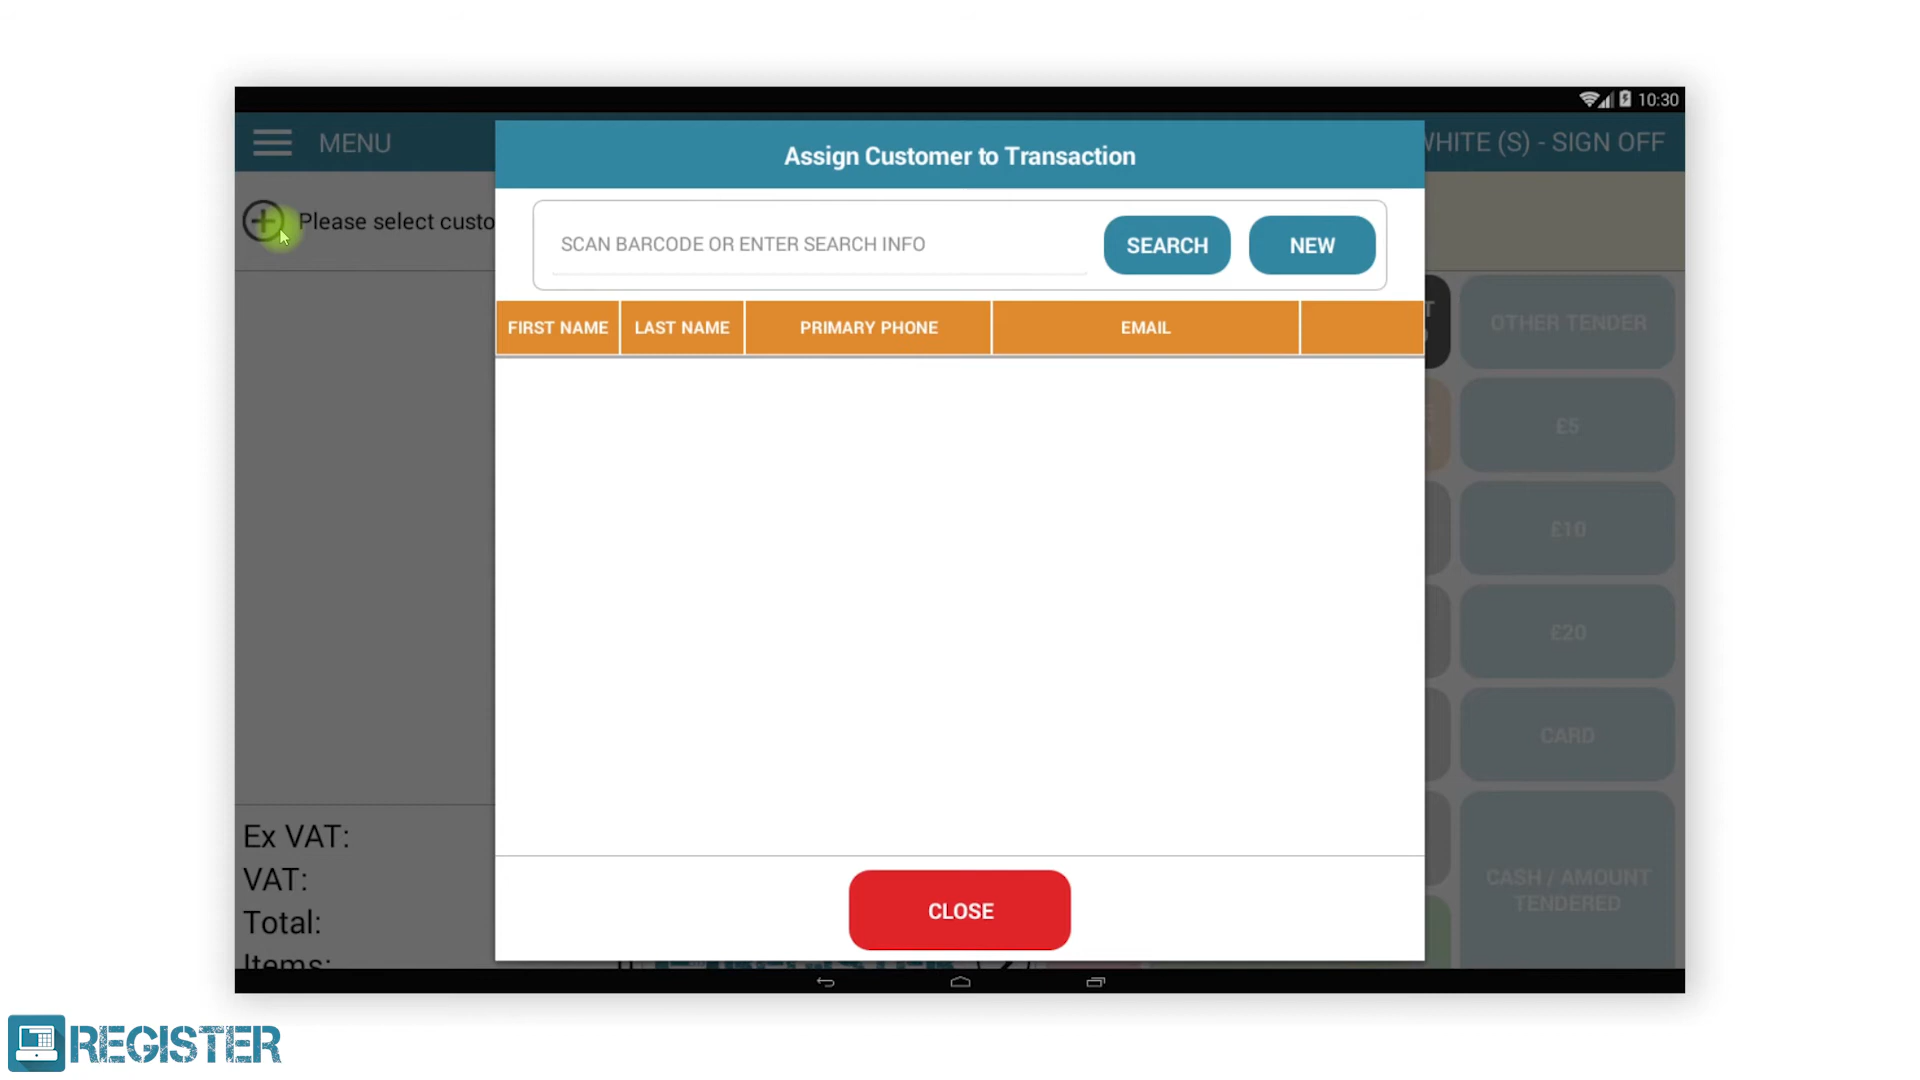 10:30
MENU
WHITE (S) - SIGN OFF
Assign Customer to Transaction
Please select custo
SCAN BARCODE OR ENTER SEARCH INFO
SEARCH
NEW
FIRST NAME
LAST NAME
PRIMARY PHONE
EMAIL
OTHER TENDER
£5
£10
£20
CARD
Ex VAT:
VAT:
Total:
Items:
CASH / AMOUNT
TENDERED
CLOSE
REGISTER